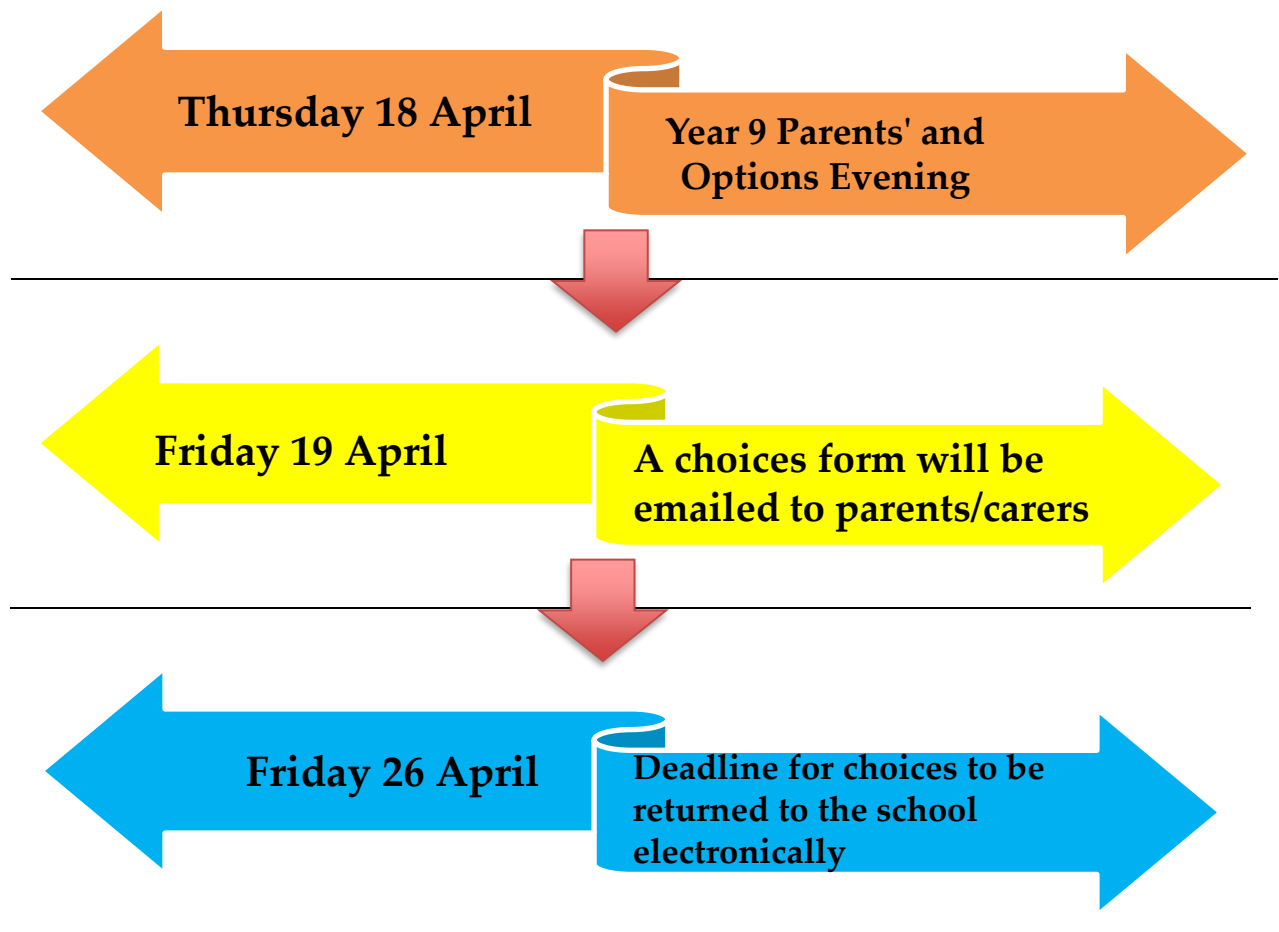 Thursday 18 April
Year 9 Parents' and
Options Evening
Friday 19 April
A choices form will be
emailed to parents/carers
Friday 26 April
Deadline for choices to be
returned to the school
electronically